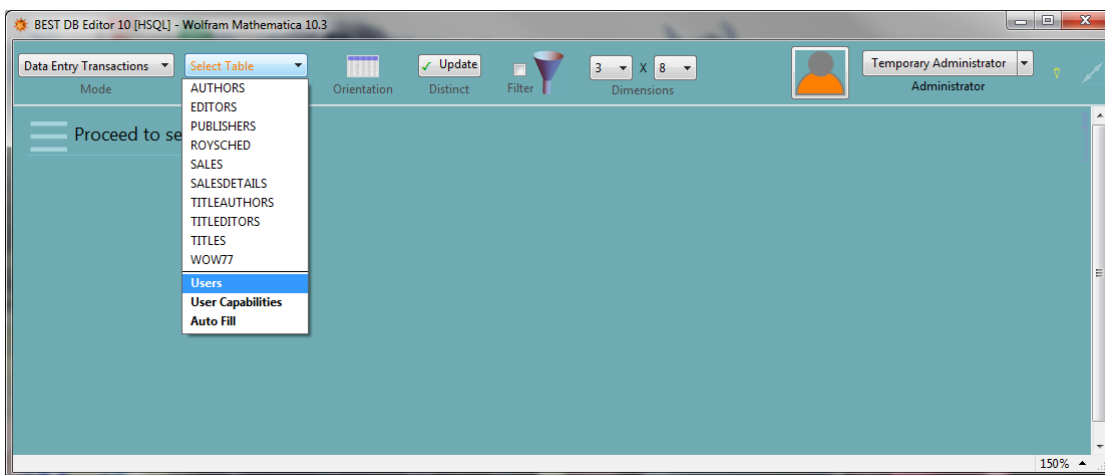 BEST DB Editor 10 [HSQL] - Wolfram Mathematica 10.3
Data Entry Transactions
Mode
Select Table
Orientation
✓ Update
Distinct
Filter
3 X 8
Dimensions
Temporary Administrator
Administrator
Proceed to se
AUTHORS
EDITORS
PUBLISHERS
ROYSCHED
SALES
SALESDETAILS
TITLEAUTHORS
TITLEDITORS
TITLES
WOW77
Users
User Capabilities
Auto Fill
150%